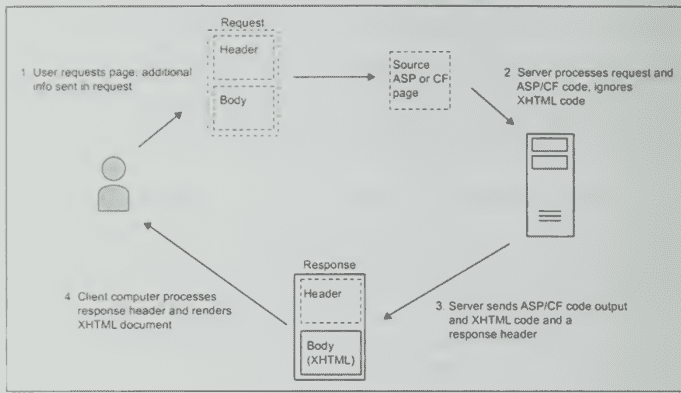 Request
Header
Body
1. User requests page; additional
info sent in request
Source
ASP or CF
page
2 Server processes request and
ASP/CF code, ignores
XHTML code
3. Server sends ASP/CF code output
and XHTML code and a
response header
Response
Header
Body
(XHTML)
4. Client computer processes
response header and renders
XHTML document